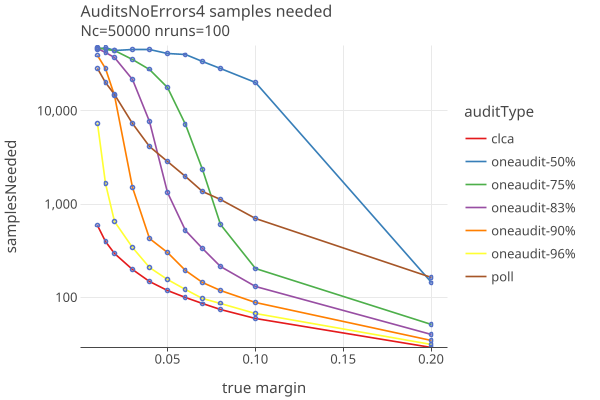 AuditsNoErrors4 samples needed
Nc=50000 nruns=100
samplesNeeded
10,000
1,000
100
0.05
0.10
0.15
0.20
true margin
auditType
clca
oneaudit-50%
oneaudit-75%
oneaudit-83%
oneaudit-90%
oneaudit-96%
poll